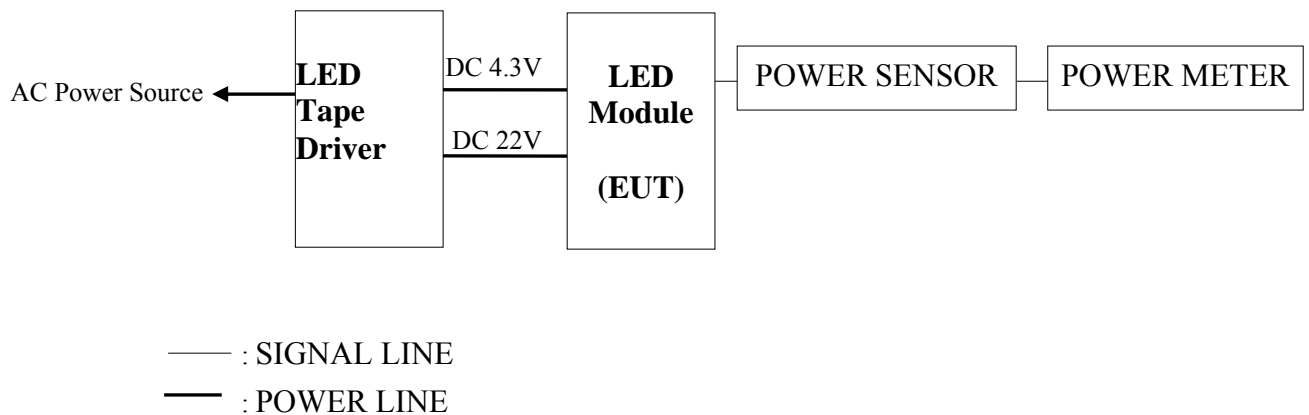 AC Power Source
LED
Tape
Driver
DC 4.3V
DC 22V
LED
Module
(EUT)
POWER SENSOR
POWER METER
: SIGNAL LINE
: POWER LINE